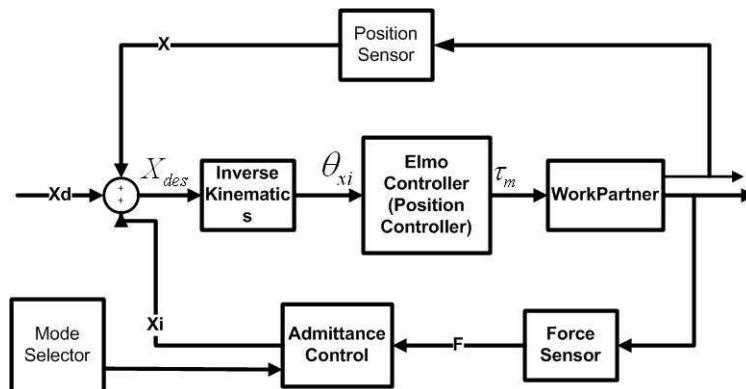 X
Position
Sensor
Xd
+
+
X_des
Inverse
Kinematic
s
θ_xi
Elmo
Controller
(Position
Controller)
τ_m
WorkPartner
Mode
Selector
Xi
Admittance
Control
F
Force
Sensor